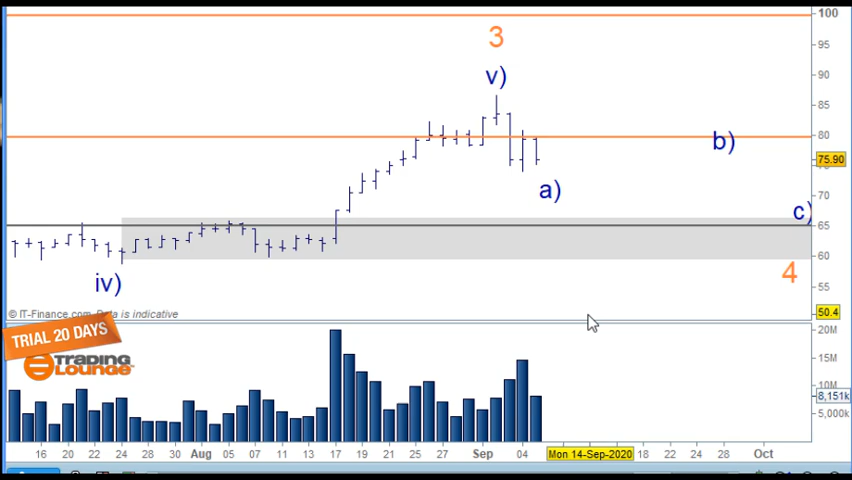 100
3
95
v)
90
85
80
b)
75.90
a)
70
c)
65
60
iv)
4
55
© IT-Finance.com Data is indicative
50.4
TRIAL 20 DAYS
TRADING
LOUNGE
20M
15M
10M
8,151k
5,000k
16 20 22 24 28 30 Aug 05 07 11 13 17 19 21 25 27 Sep 04 Mon 14-Sep-2020 18 22 24 28 Oct